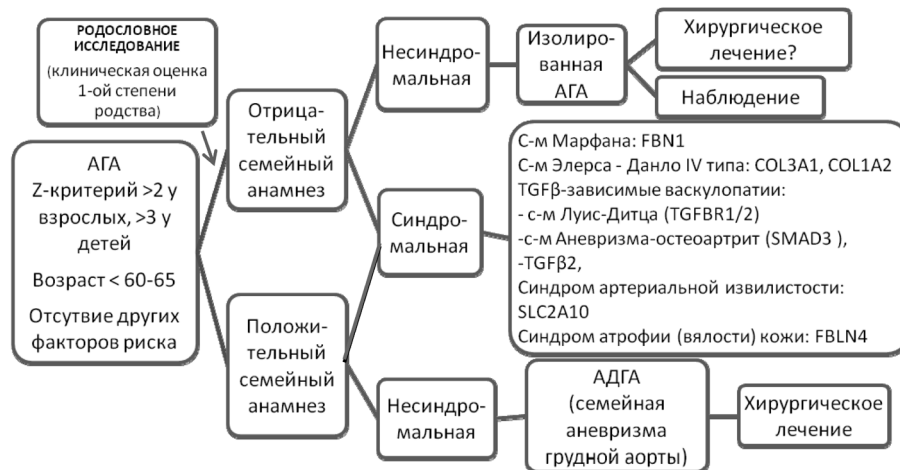 РОДОСЛОВНОЕ
ИССЛЕДОВАНИЕ
(клиническая оценка
1-ой степени
родства)
АГА
Z-критерий >2 у
взрослых, >3 у
детей
Возраст < 60-65
Отсутвие других
факторов риска
Отрица-
тельный
семейный
анамнез
Положи-
тельный
семейный
анамнез
Несиндро-
мальная
Синдро-
мальная
Несиндро-
мальная
Изолиро-
ванная
АГА
Хирургическое
лечение?
Наблюдение
С-м Марфана: FBN1
С-м Элерса - Данло IV типа: COL3A1, COL1A2
TGFβ-зависимые васкулопатии:
- с-м Луис-Дитца (TGFBR1/2)
-с-м Аневризма-остеоартрит (SMAD3 ),
-TGFβ2,
Синдром артериальной извилистости:
SLC2A10
Синдром атрофии (вялости) кожи: FBLN4
АДГА
(семейная
аневризма
грудной аорты)
Хирургическое
лечение